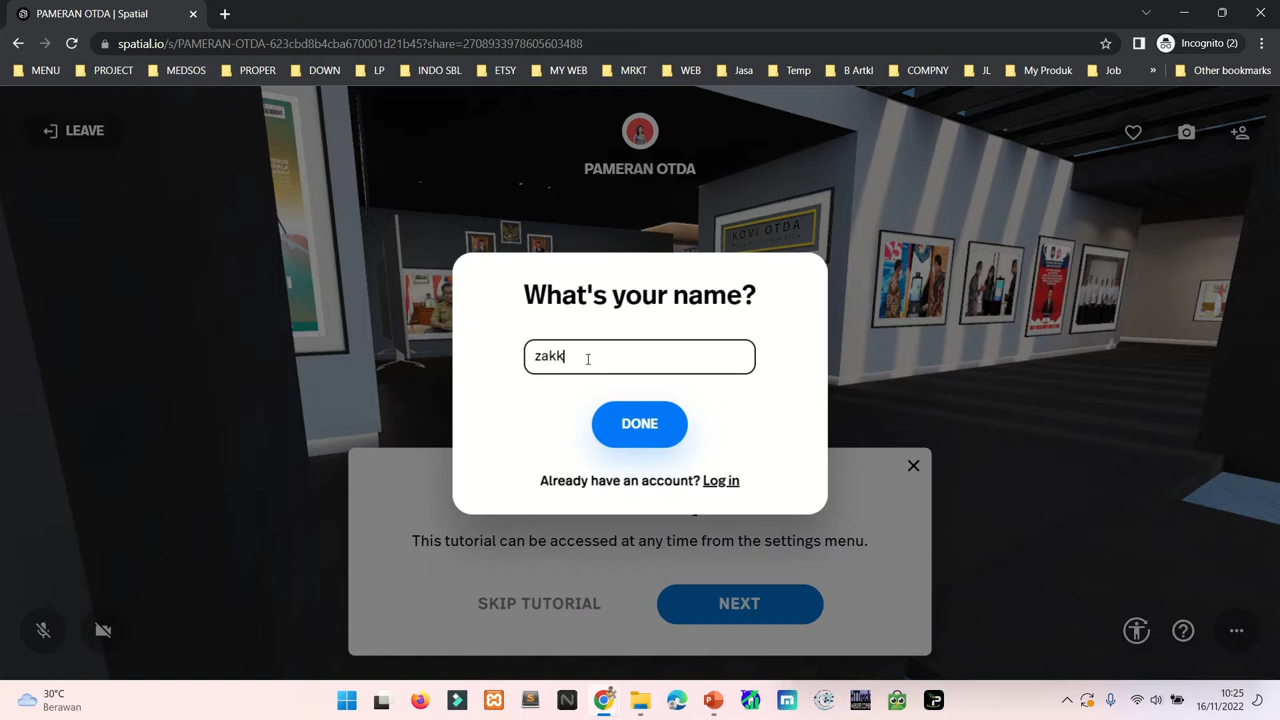 PAMERAN OTDA | Spatial
spatial.io/s/PAMERAN-OTDA-623cbd8b4cba670001d21b45?share=2708933978605603488
Incognito (2)
MENU PROJECT MEDSOS PROPER DOWN LP INDO SBL ETSY MY WEB MRKT WEB Jasa Temp B Artkl COMPNY JL My Produk Job » Other bookmarks
LEAVE
PAMERAN OTDA
KOVI OTDA
What's your name?
zakk
DONE
Already have an account? Log in
This tutorial can be accessed at any time from the settings menu.
SKIP TUTORIAL
NEXT
30°C
Berawan
10:25
16/11/2022